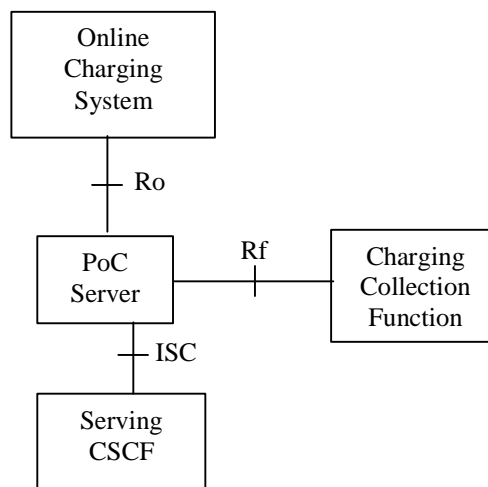 Online
Charging
System
Ro
PoC
Server
Rf
Charging
Collection
Function
ISC
Serving
CSCF